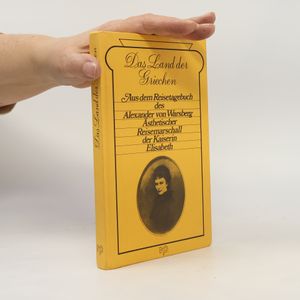 Das Land der
Griechen
Aus dem Reisetagebuch
des
Alexander von Warsberg
Ästhetischer
Reisemarschall
der Kaiserin
Elisabeth
Das Land der